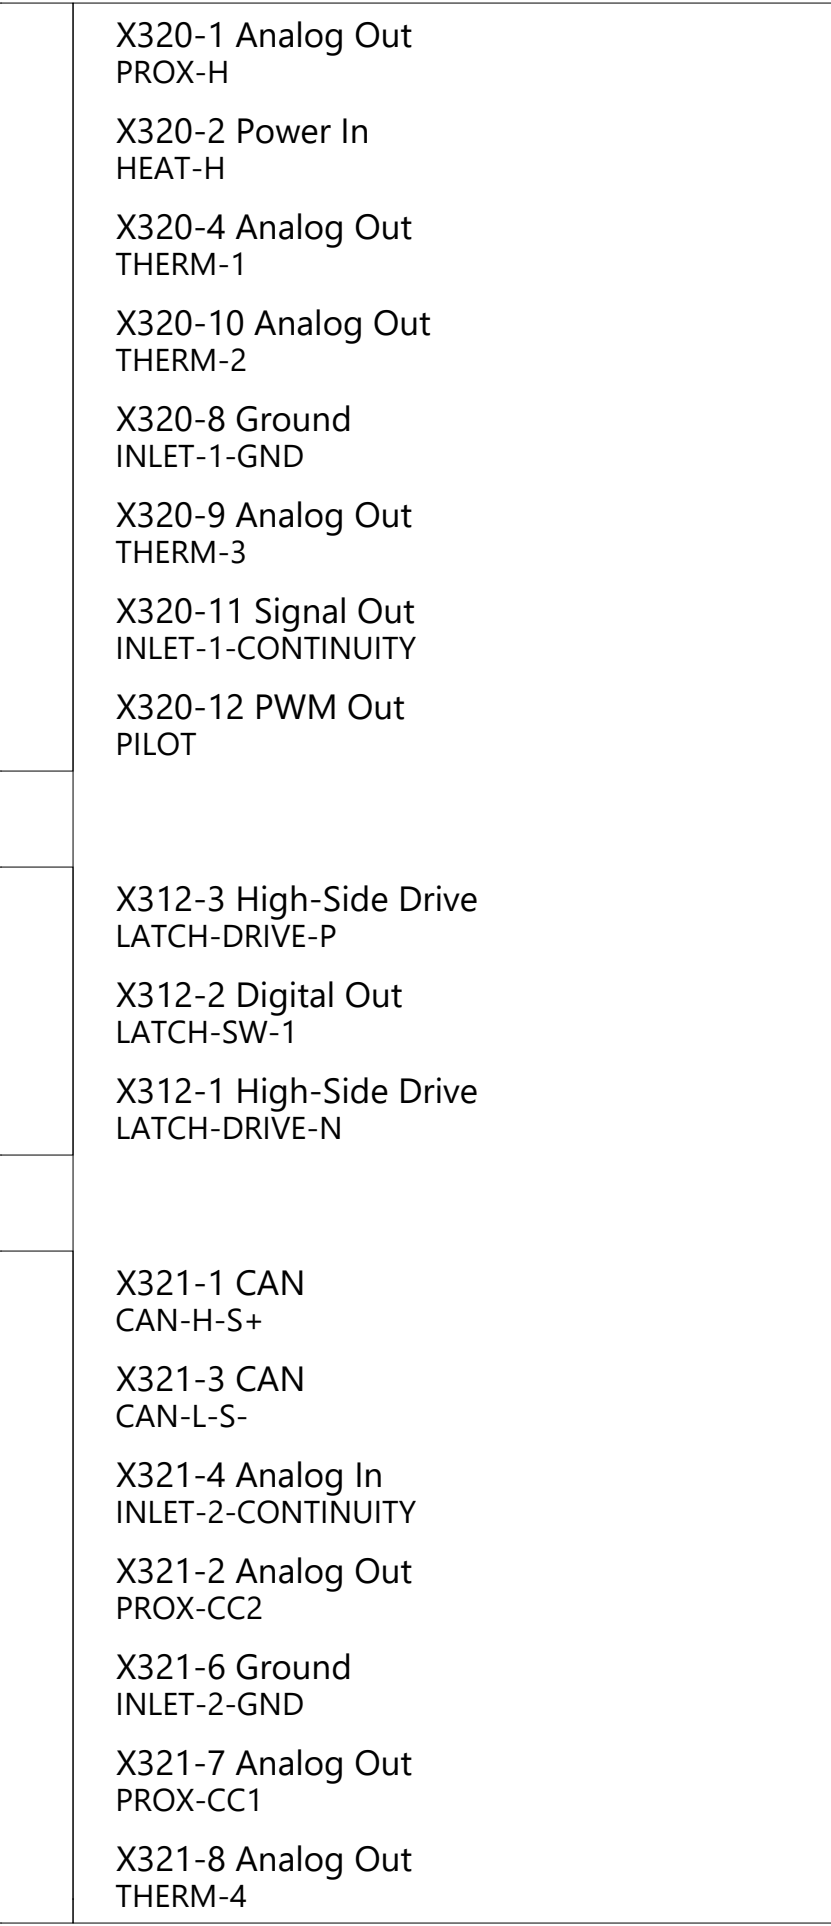 X320-1 Analog Out
PROX-H
X320-2 Power In
HEAT-H
X320-4 Analog Out
THERM-1
X320-10 Analog Out
THERM-2
X320-8 Ground
INLET-1-GND
X320-9 Analog Out
THERM-3
X320-11 Signal Out
INLET-1-CONTINUITY
X320-12 PWM Out
PILOT
X312-3 High-Side Drive
LATCH-DRIVE-P
X312-2 Digital Out
LATCH-SW-1
X312-1 High-Side Drive
LATCH-DRIVE-N
X321-1 CAN
CAN-H-S+
X321-3 CAN
CAN-L-S-
X321-4 Analog In
INLET-2-CONTINUITY
X321-2 Analog Out
PROX-CC2
X321-6 Ground
INLET-2-GND
X321-7 Analog Out
PROX-CC1
X321-8 Analog Out
THERM-4